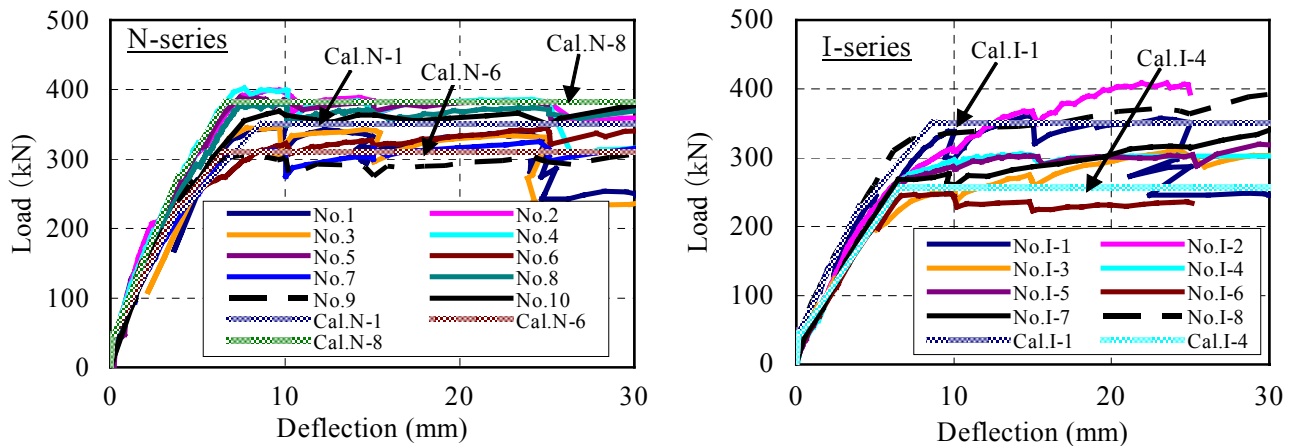 N-series
Cal.N-1
Cal.N-6
Cal.N-8
500
400
300
200
100
0
Load (kN)
No.1 No.2
No.3 No.4
No.5 No.6
No.7 No.8
No.9 No.10
Cal.N-1 Cal.N-6
Cal.N-8
0 10 20 30
Deflection (mm)
I-series
Cal.I-1
Cal.I-4
500
400
300
200
100
0
Load (kN)
No.I-1 No.I-2
No.I-3 No.I-4
No.I-5 No.I-6
No.I-7 No.I-8
Cal.I-1 Cal.I-4
0 10 20 30
Deflection (mm)